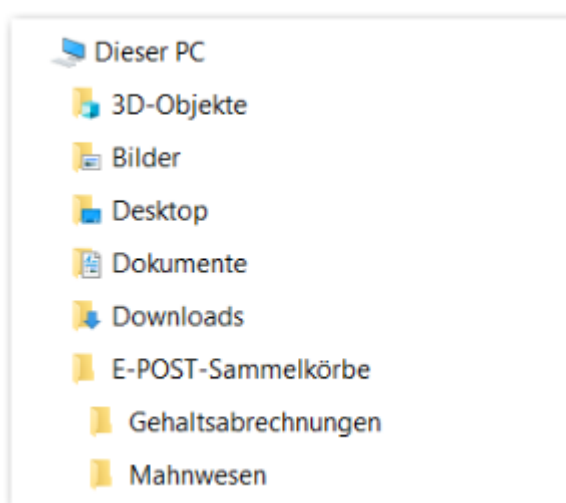 Dieser PC
3D-Objekte
Bilder
Desktop
Dokumente
Downloads
E-POST-Sammelkörbe
Gehaltsabrechnungen
Mahnwesen